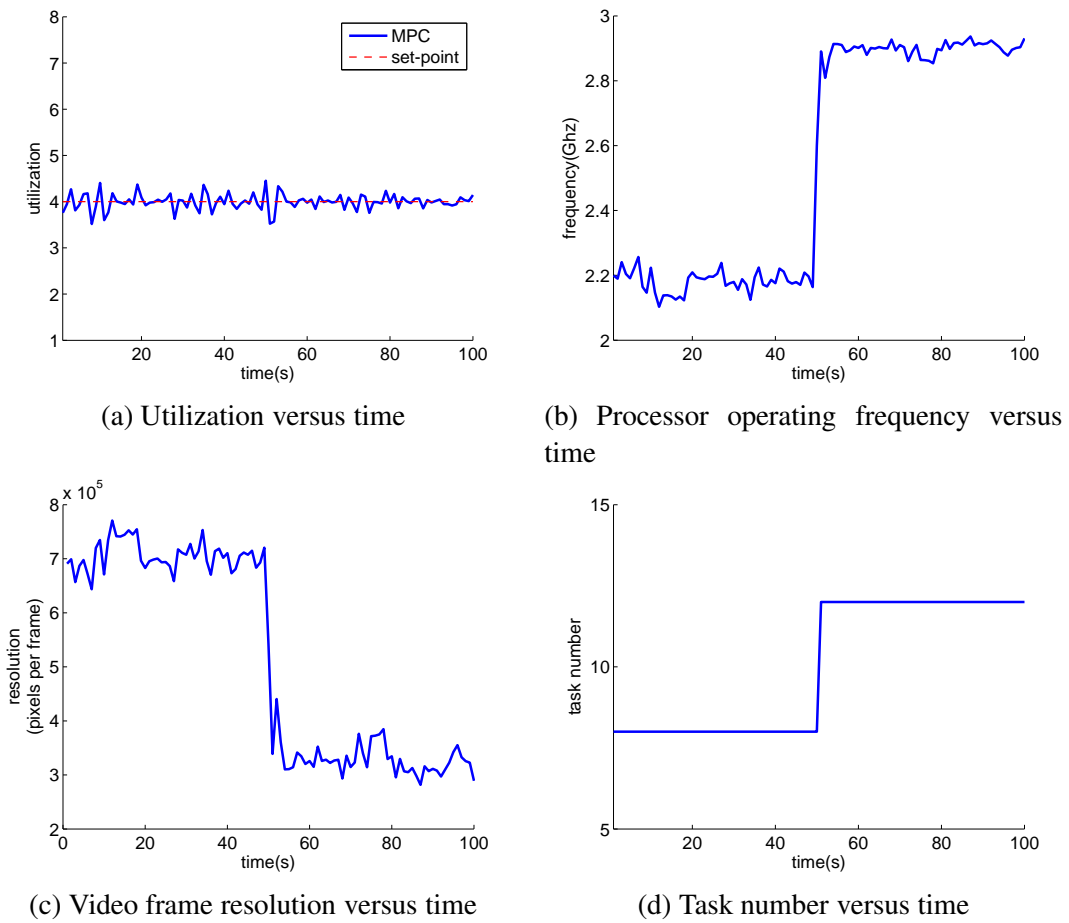 8
7
6
5
4
3
2
1
utilization
MPC
set-point
20 40 60 80 100
time(s)
(a) Utilization versus time
3
2.8
2.6
2.4
2.2
2
frequency(Ghz)
20 40 60 80 100
time(s)
(b) Processor operating frequency versus
time
x 10^5
8
7
6
5
4
3
2
resolution
(pixels per frame)
0 20 40 60 80 100
time(s)
(c) Video frame resolution versus time
15
10
5
task number
20 40 60 80 100
time(s)
(d) Task number versus time